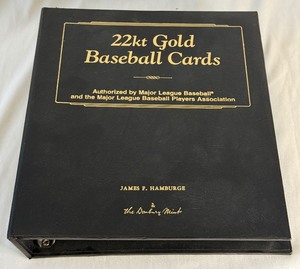 22kt Gold
Baseball Cards
Authorized by Major League Baseball®
and the Major League Baseball Players Association
JAMES F. HAMBURGE
&
The Danbury Mint